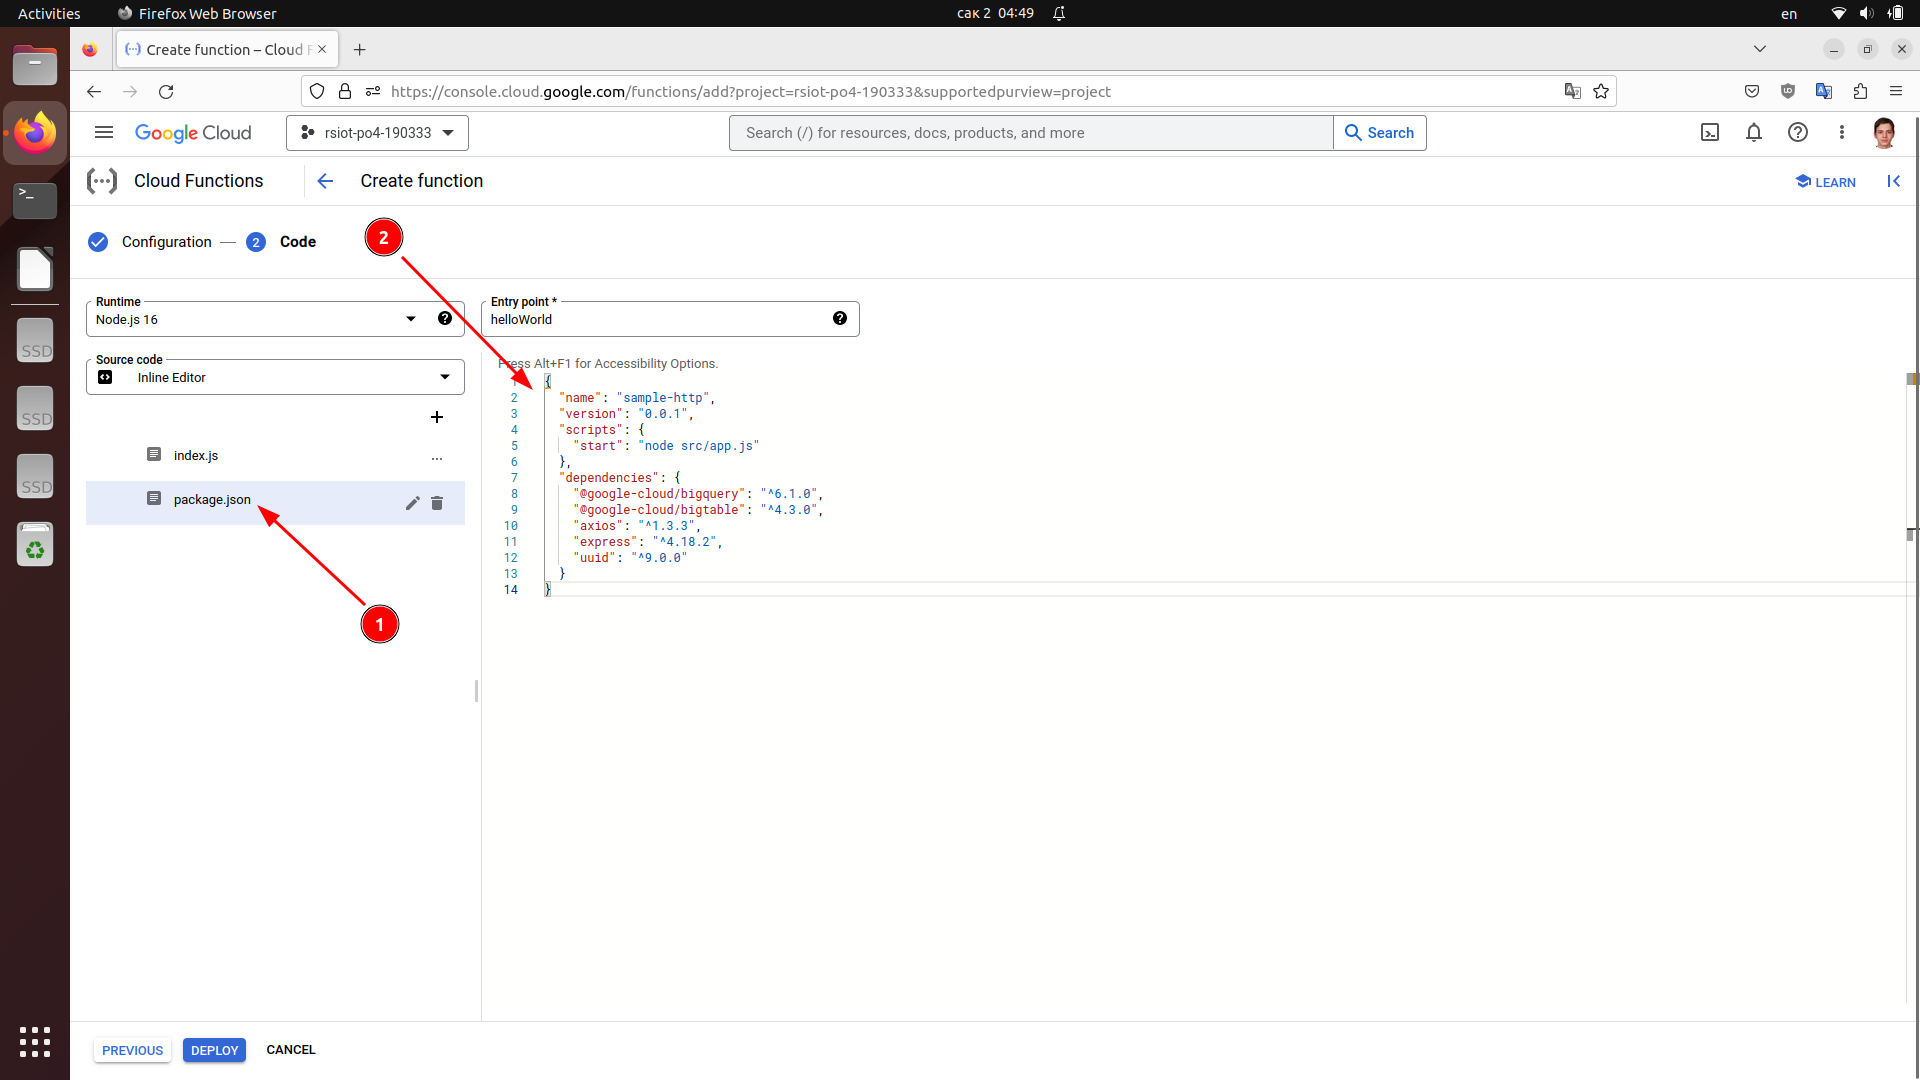 Activities
Firefox Web Browser
сак 2 04:49
en
Create function – Cloud F
https://console.cloud.google.com/functions/add?project=rsiot-po4-190333&supportedpurview=project
Google Cloud
rsiot-po4-190333
Search (/) for resources, docs, products, and more
Search
Cloud Functions
Create function
LEARN
Configuration
2
Code
2
Runtime
Node.js 16
Entry point *
helloWorld
Source code
Inline Editor
Press Alt+F1 for Accessibility Options.
index.js
...
package.json
1
1 {
2 "name": "sample-http",
3 "version": "0.0.1",
4 "scripts": {
5 "start": "node src/app.js"
6 },
7 "dependencies": {
8 "@google-cloud/bigquery": "^6.1.0",
9 "@google-cloud/bigtable": "^4.3.0",
10 "axios": "^1.3.3",
11 "express": "^4.18.2",
12 "uuid": "^9.0.0"
13 }
14 }
SSD
SSD
SSD
PREVIOUS
DEPLOY
CANCEL